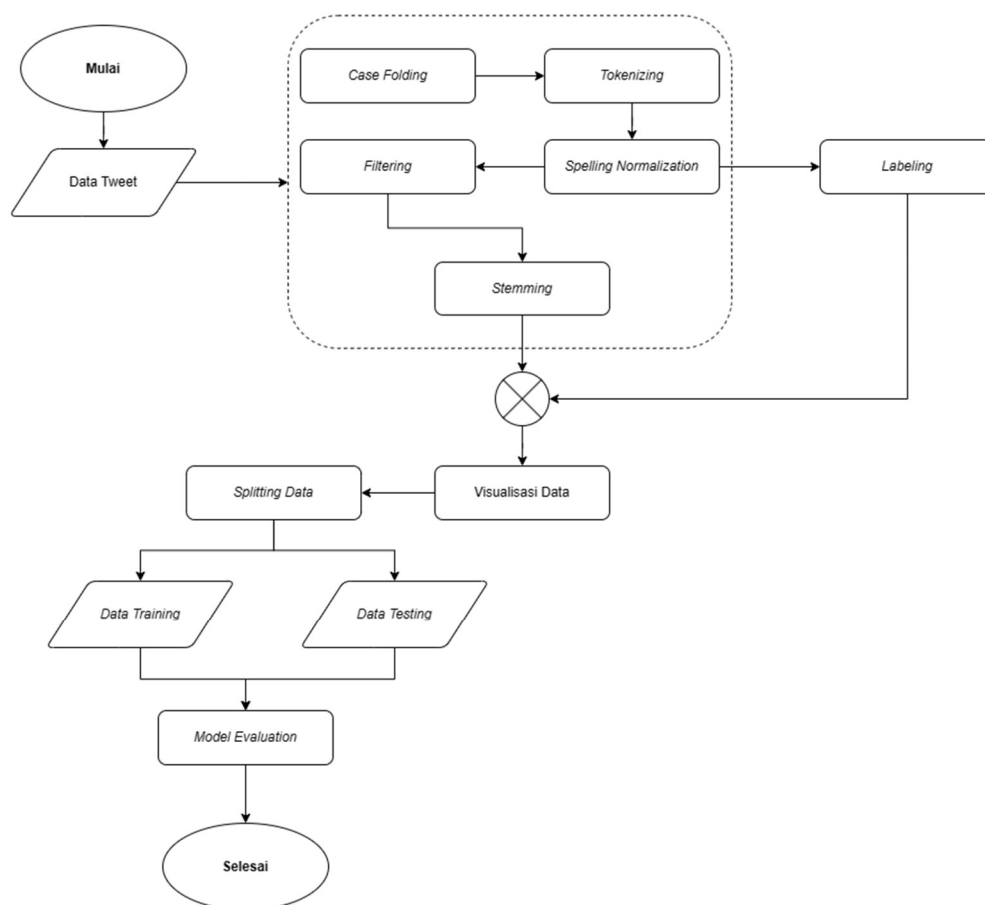 Mulai
Case Folding
Tokenizing
Data Tweet
Filtering
Spelling Normalization
Labeling
Stemming
Splitting Data
Visualisasi Data
Data Training
Data Testing
Model Evaluation
Selesai